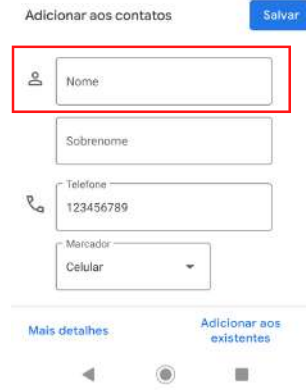 Adicionar aos contatos
Salvar
Nome
Sobrenome
Telefone
123456789
Marcador
Celular
Mais detalhes
Adicionar aos
existentes